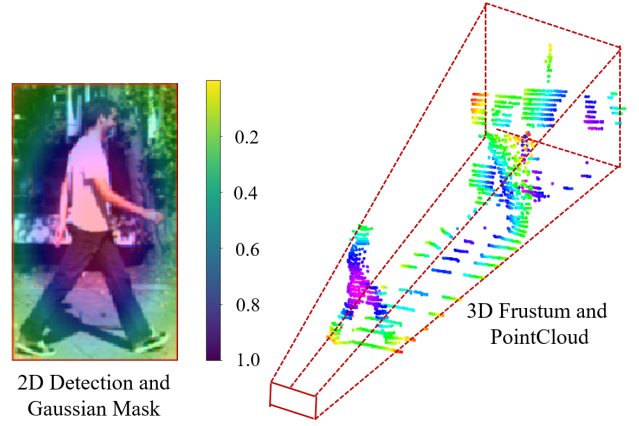 0.2
0.4
0.6
0.8
1.0
2D Detection and
Gaussian Mask
3D Frustum and
PointCloud